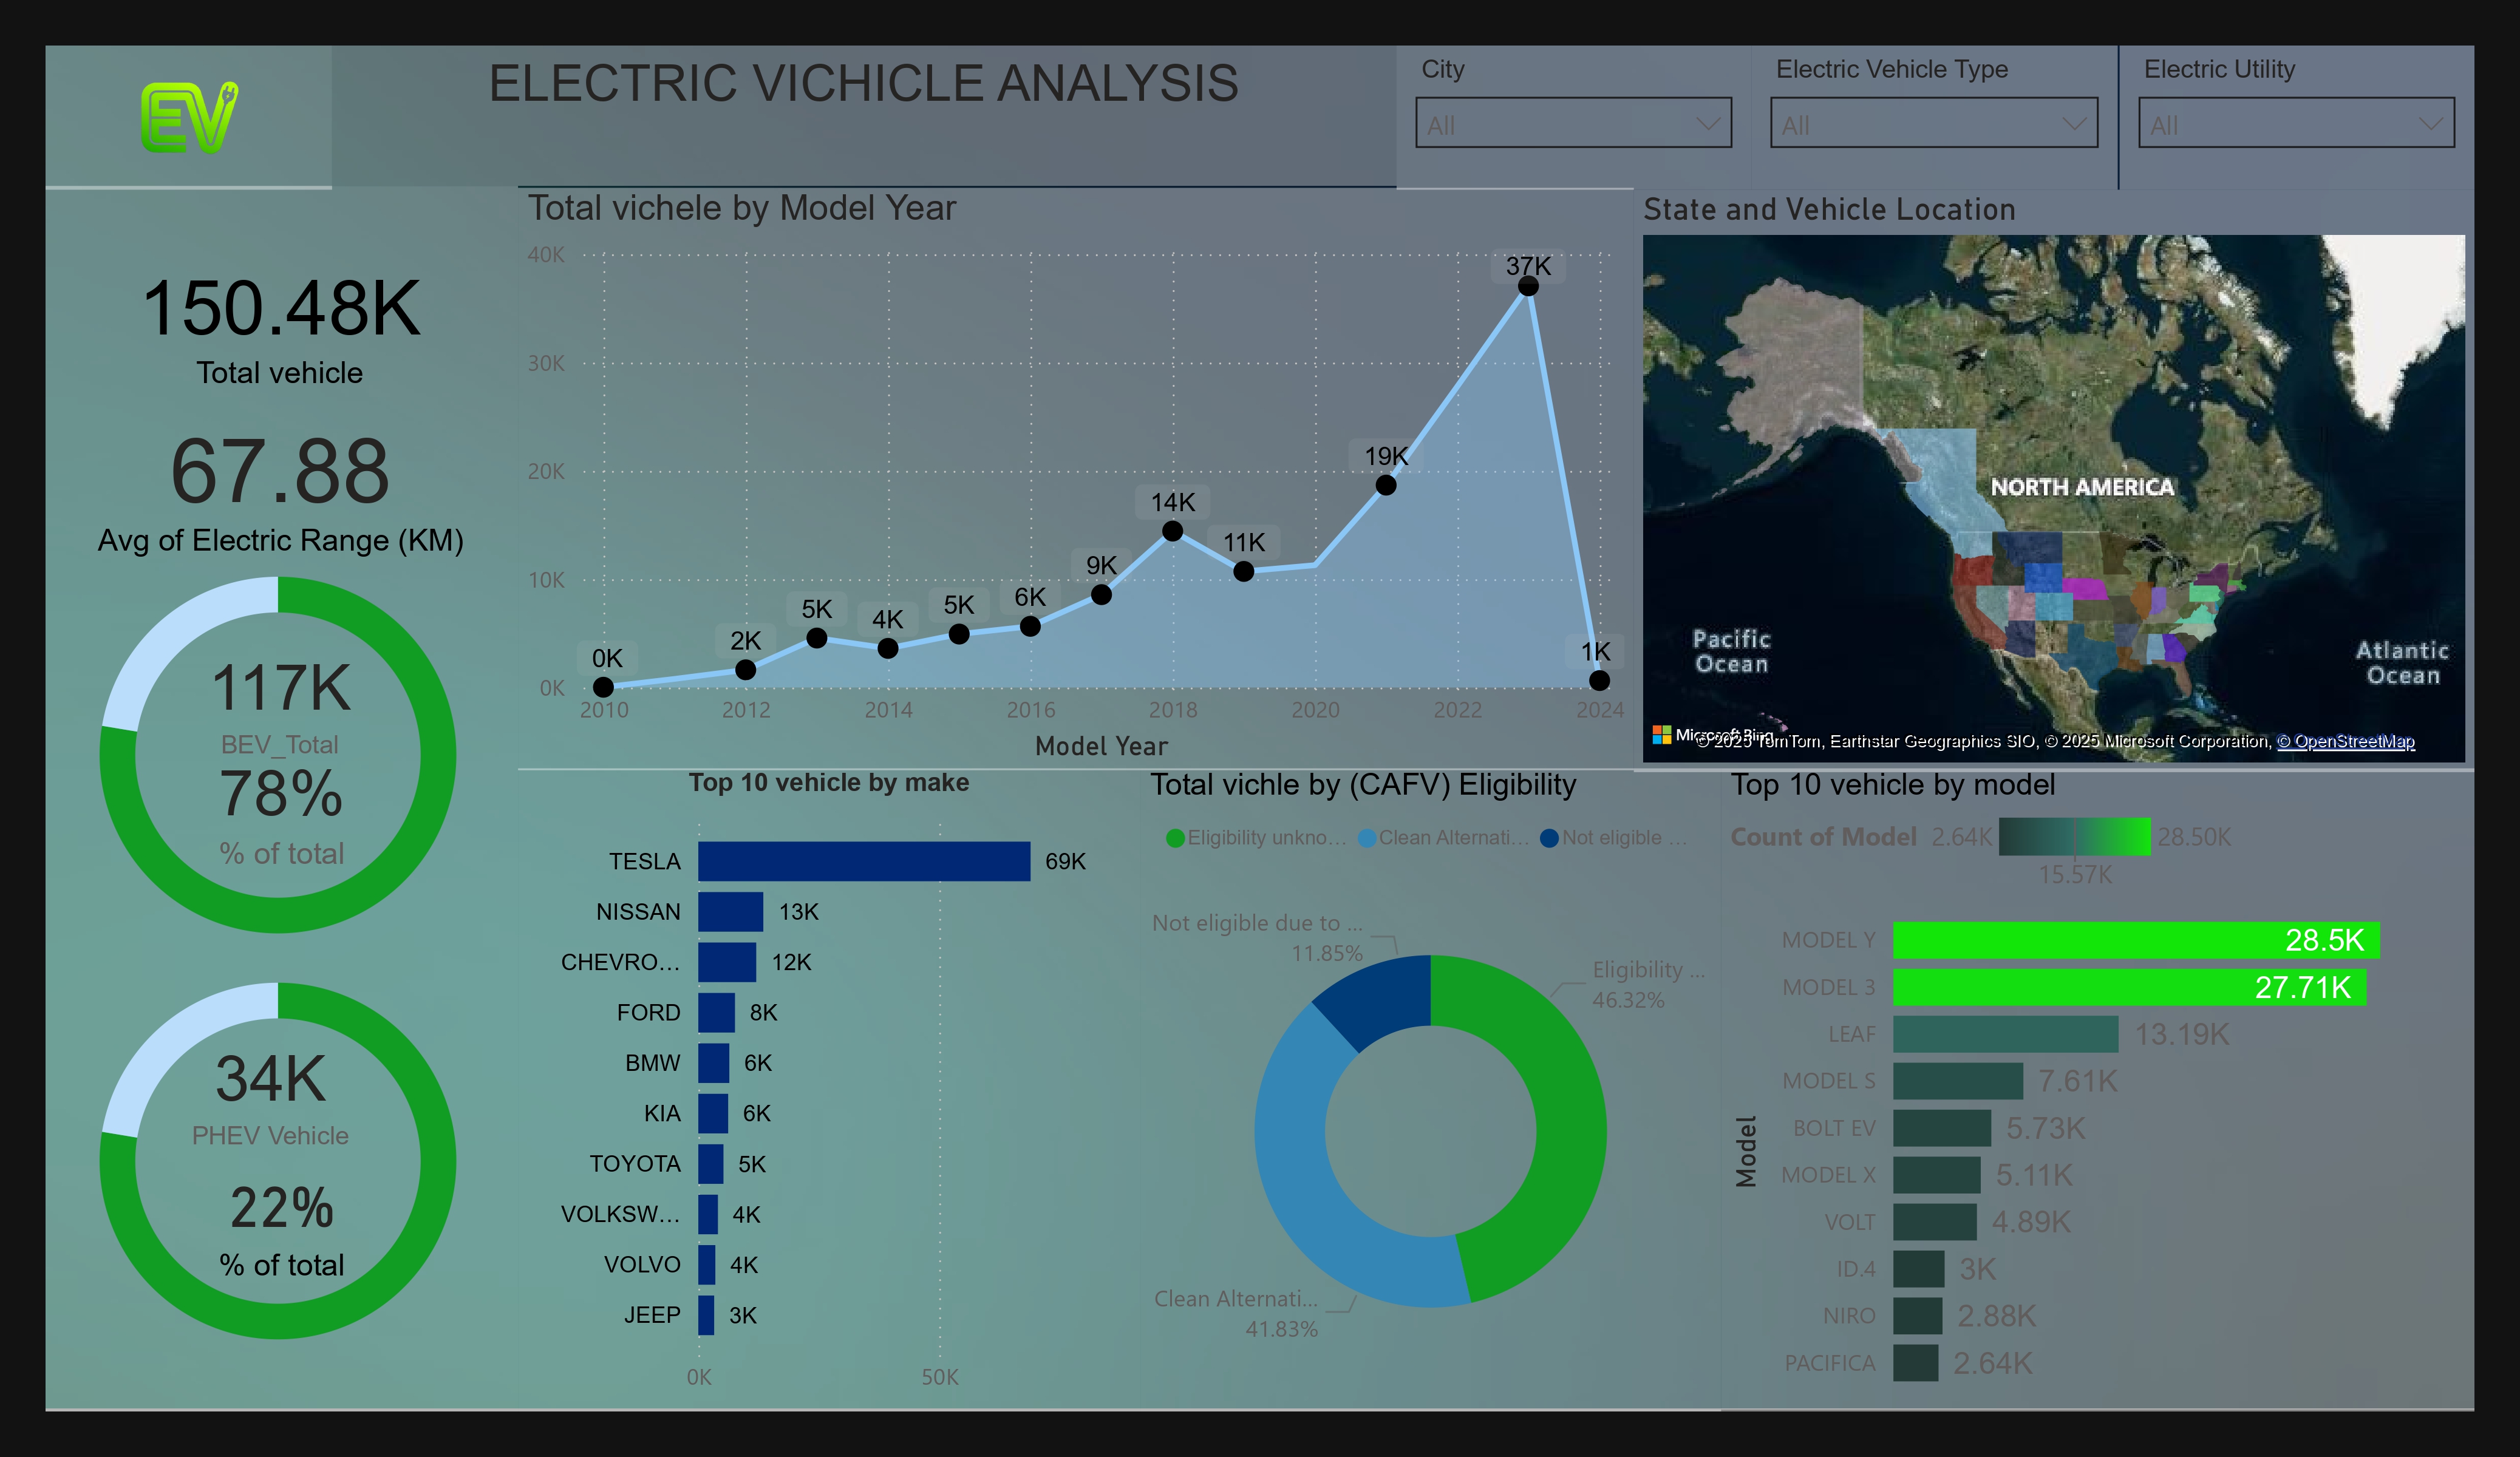 EV
ELECTRIC VICHICLE ANALYSIS
City
All
Electric Vehicle Type
All
Electric Utility
All
150.48K
Total vehicle
67.88
Avg of Electric Range (KM)
117K
BEV_Total
78%
% of total
34K
PHEV Vehicle
22%
% of total
Total vichele by Model Year
40K
30K
20K
10K
0K
0K
2K
5K
4K
5K
6K
9K
14K
11K
19K
37K
1K
2010
2012
2014
2016
2018
2020
2022
2024
Model Year
State and Vehicle Location
NORTH AMERICA
Pacific
Ocean
Atlantic
Ocean
Microsoft Bing
© 2025 TomTom, Earthstar Geographics SIO, © 2025 Microsoft Corporation, © OpenStreetMap
Top 10 vehicle by make
TESLA 69K
NISSAN 13K
CHEVRO... 12K
FORD 8K
BMW 6K
KIA 6K
TOYOTA 5K
VOLKSW... 4K
VOLVO 4K
JEEP 3K
0K
50K
Total vichle by (CAFV) Eligibility
Eligibility unkno...
Clean Alternati...
Not eligible ...
Not eligible due to ...
11.85%
Eligibility ...
46.32%
Clean Alternati...
41.83%
Top 10 vehicle by model
Count of Model 2.64K 28.50K
15.57K
Model
MODEL Y 28.5K
MODEL 3 27.71K
LEAF 13.19K
MODEL S 7.61K
BOLT EV 5.73K
MODEL X 5.11K
VOLT 4.89K
ID.4 3K
NIRO 2.88K
PACIFICA 2.64K